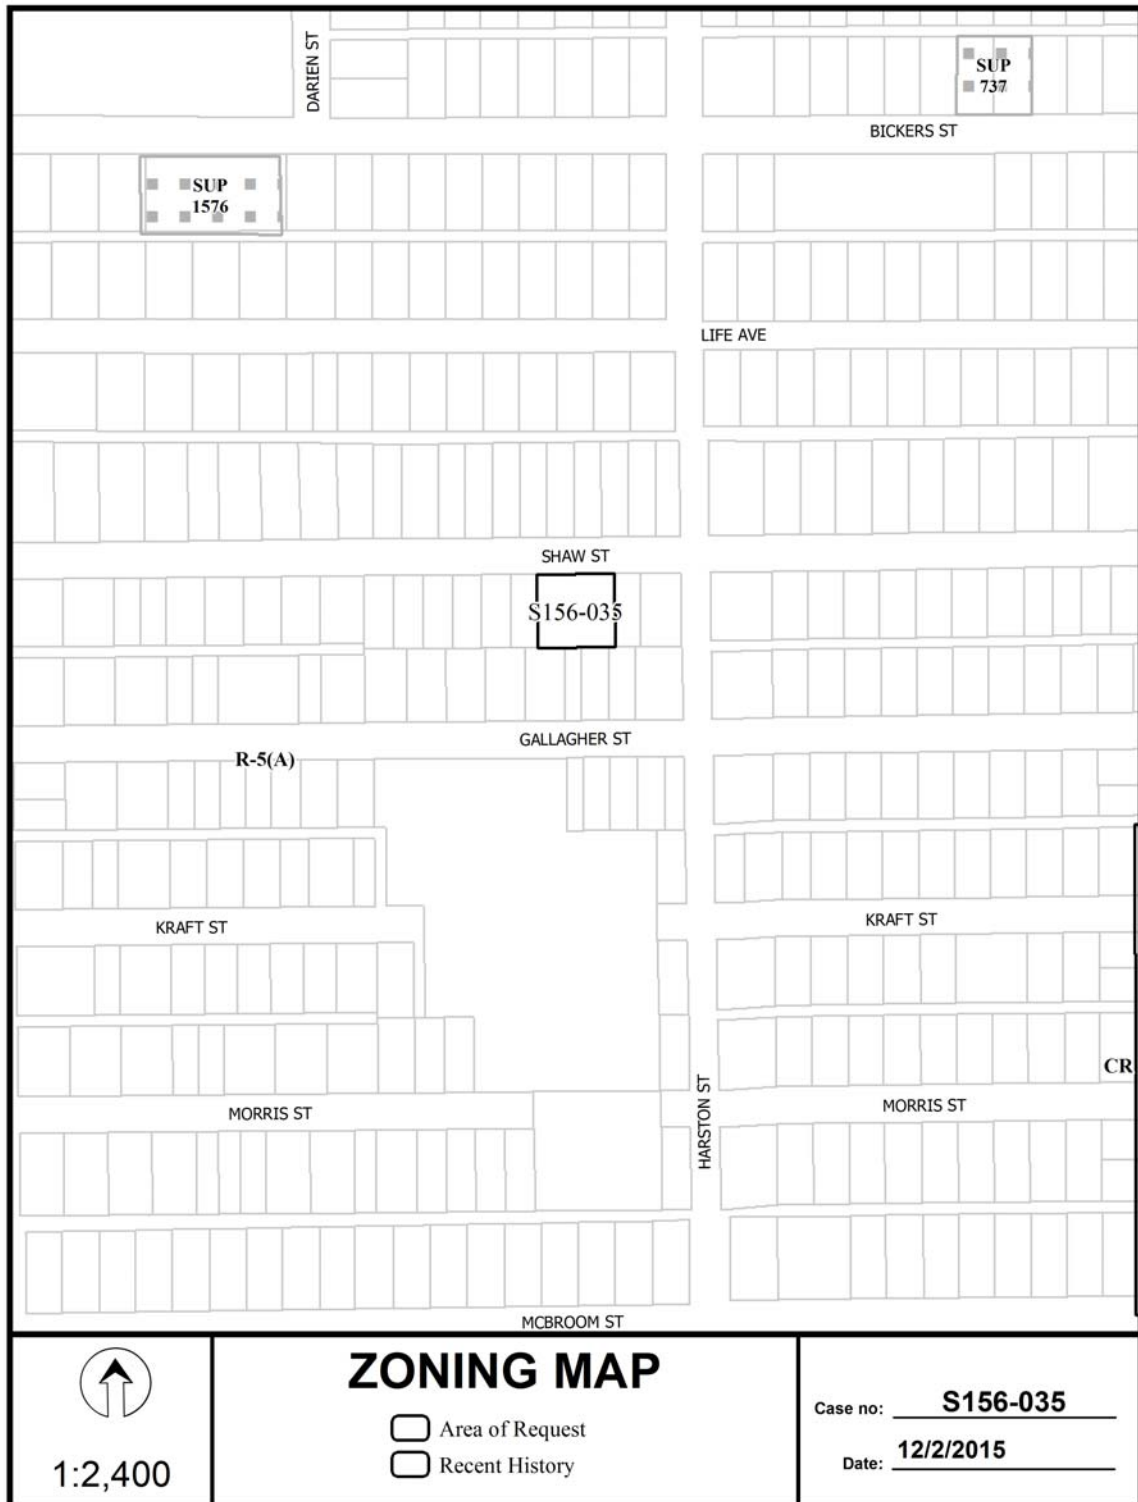 DARIEN ST
SUP
737
BICKERS ST
SUP
1576
LIFE AVE
SHAW ST
S156-035
GALLAGHER ST
R-5(A)
KRAFT ST
KRAFT ST
CR
MORRIS ST
HARSTON ST
MORRIS ST
MCBROOM ST
1:2,400
ZONING MAP
Area of Request
Recent History
Case no: S156-035
Date: 12/2/2015